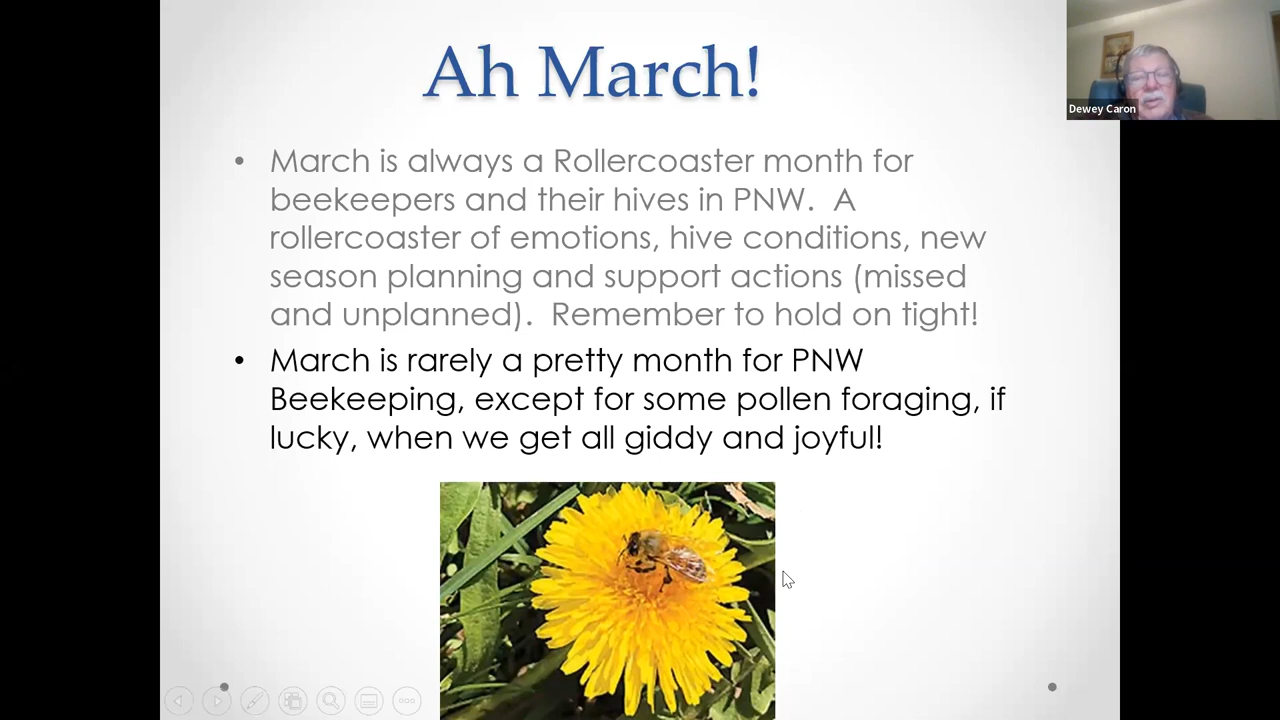 Ah March!
Dewey Caron
• March is always a Rollercoaster month for
beekeepers and their hives in PNW.  A
rollercoaster of emotions, hive conditions, new
season planning and support actions (missed
and unplanned).  Remember to hold on tight!
• March is rarely a pretty month for PNW
Beekeeping, except for some pollen foraging, if
lucky, when we get all giddy and joyful!